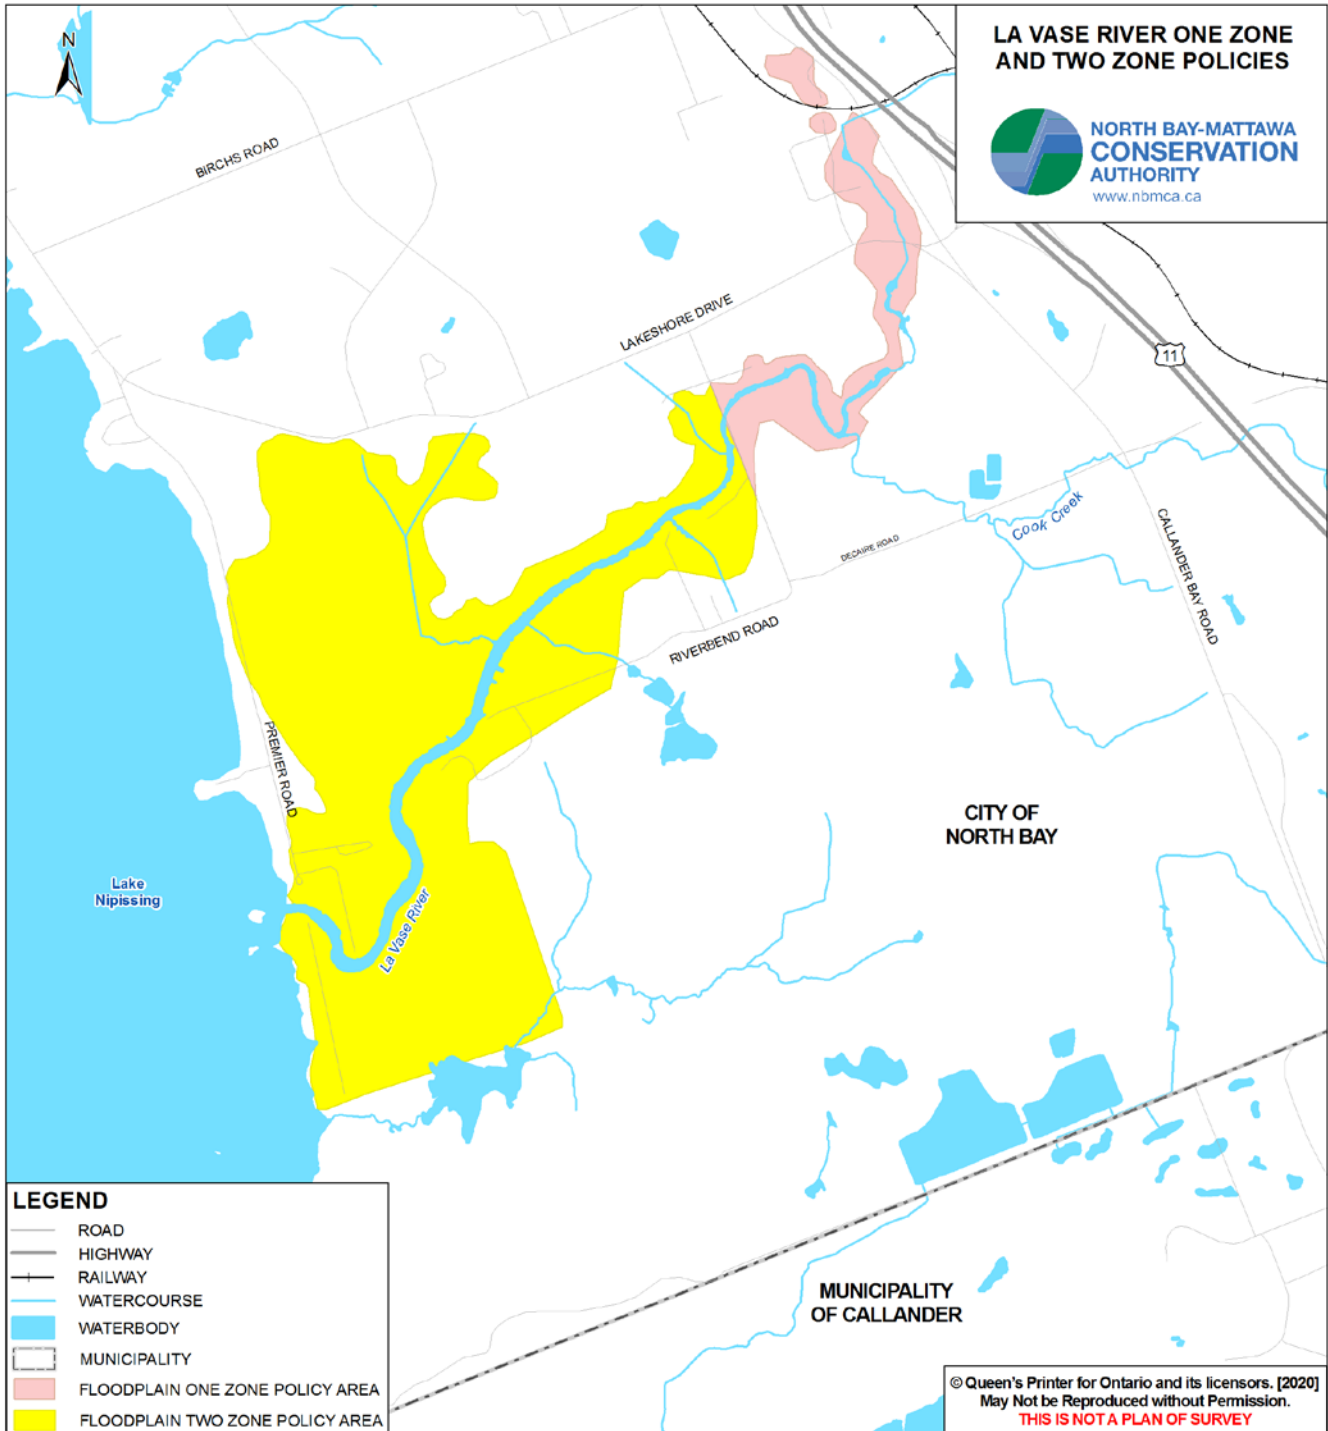 LA VASE RIVER ONE ZONE
AND TWO ZONE POLICIES
NORTH BAY-MATTAWA
CONSERVATION
AUTHORITY
www.nbmca.ca
N
BIRCHS ROAD
LAKESHORE DRIVE
11
Cook Creek
DECAIRE ROAD
CALLANDER BAY ROAD
RIVERBEND ROAD
PREMIER ROAD
CITY OF
NORTH BAY
Lake
Nipissing
La Vase River
MUNICIPALITY
OF CALLANDER
LEGEND
ROAD
HIGHWAY
RAILWAY
WATERCOURSE
WATERBODY
MUNICIPALITY
FLOODPLAIN ONE ZONE POLICY AREA
FLOODPLAIN TWO ZONE POLICY AREA
© Queen's Printer for Ontario and its licensors. [2020]
May Not be Reproduced without Permission.
THIS IS NOT A PLAN OF SURVEY